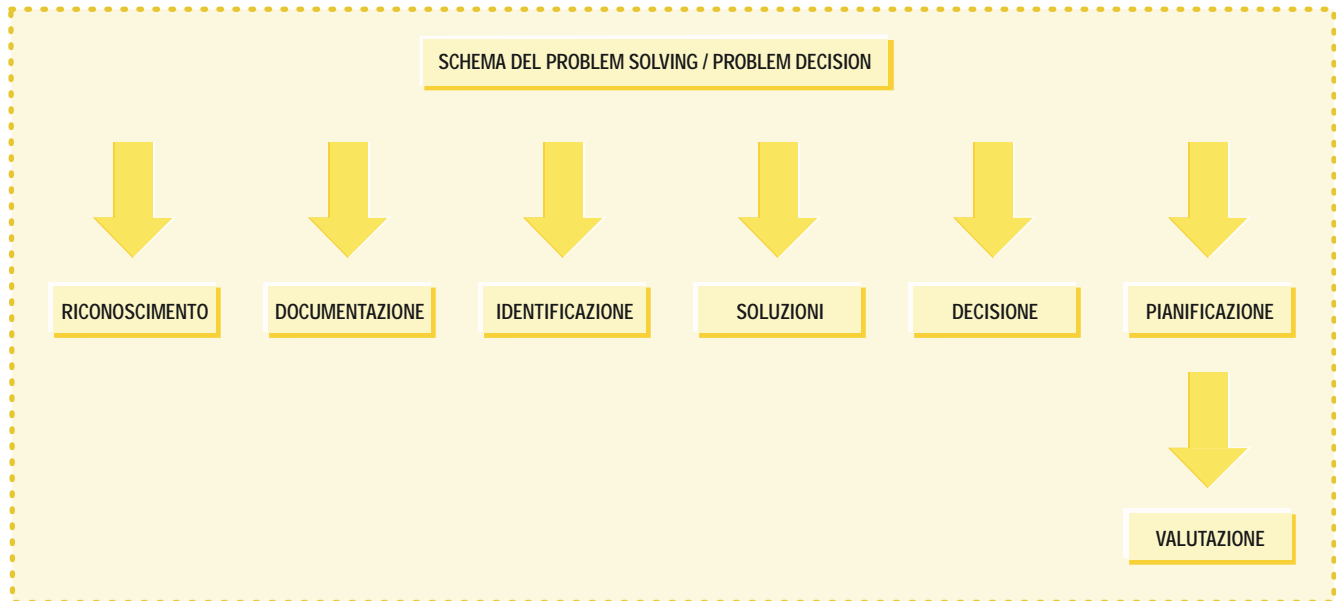 SCHEMA DEL PROBLEM SOLVING / PROBLEM DECISION
RICONOSCIMENTO
DOCUMENTAZIONE
IDENTIFICAZIONE
SOLUZIONI
DECISIONE
PIANIFICAZIONE
VALUTAZIONE